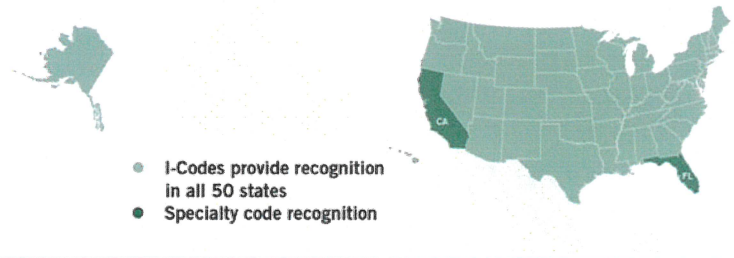 CA
FL
I-Codes provide recognition
in all 50 states
Specialty code recognition